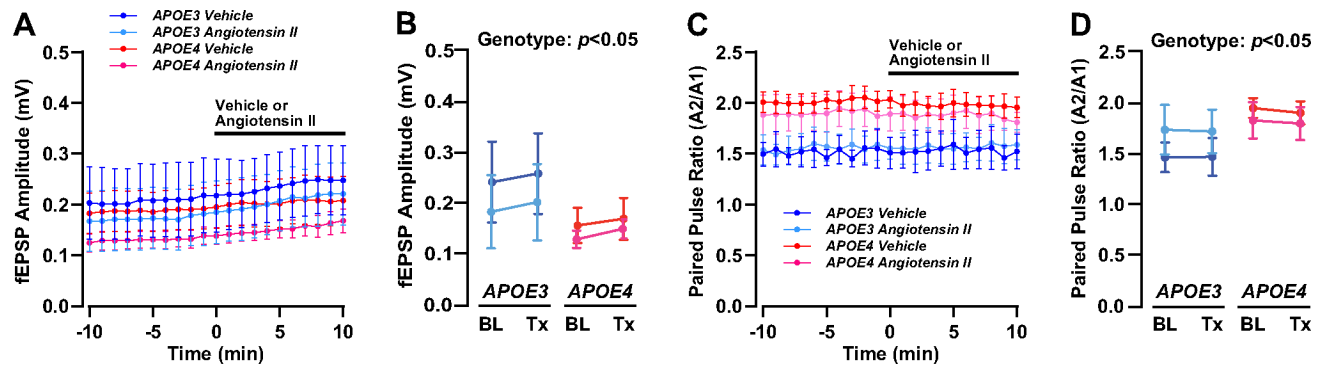 A
APOE3 Vehicle
APOE3 Angiotensin II
APOE4 Vehicle
APOE4 Angiotensin II
fEPSP Amplitude (mV)
0.5
0.4
0.3
0.2
0.1
0.0
Vehicle or
Angiotensin II
-10
-5
0
5
10
Time (min)
B
Genotype: p<0.05
fEPSP Amplitude (mV)
0.5
0.4
0.3
0.2
0.1
0.0
APOE3
APOE4
BL
Tx
BL
Tx
C
Vehicle or
Angiotensin II
Paired Pulse Ratio (A2/A1)
2.5
2.0
1.5
1.0
0.5
0.0
APOE3 Vehicle
APOE3 Angiotensin II
APOE4 Vehicle
APOE4 Angiotensin II
-10
-5
0
5
10
Time (min)
D
Genotype: p<0.05
Paired Pulse Ratio (A2/A1)
2.5
2.0
1.5
1.0
0.5
0.0
APOE3
APOE4
BL
Tx
BL
Tx